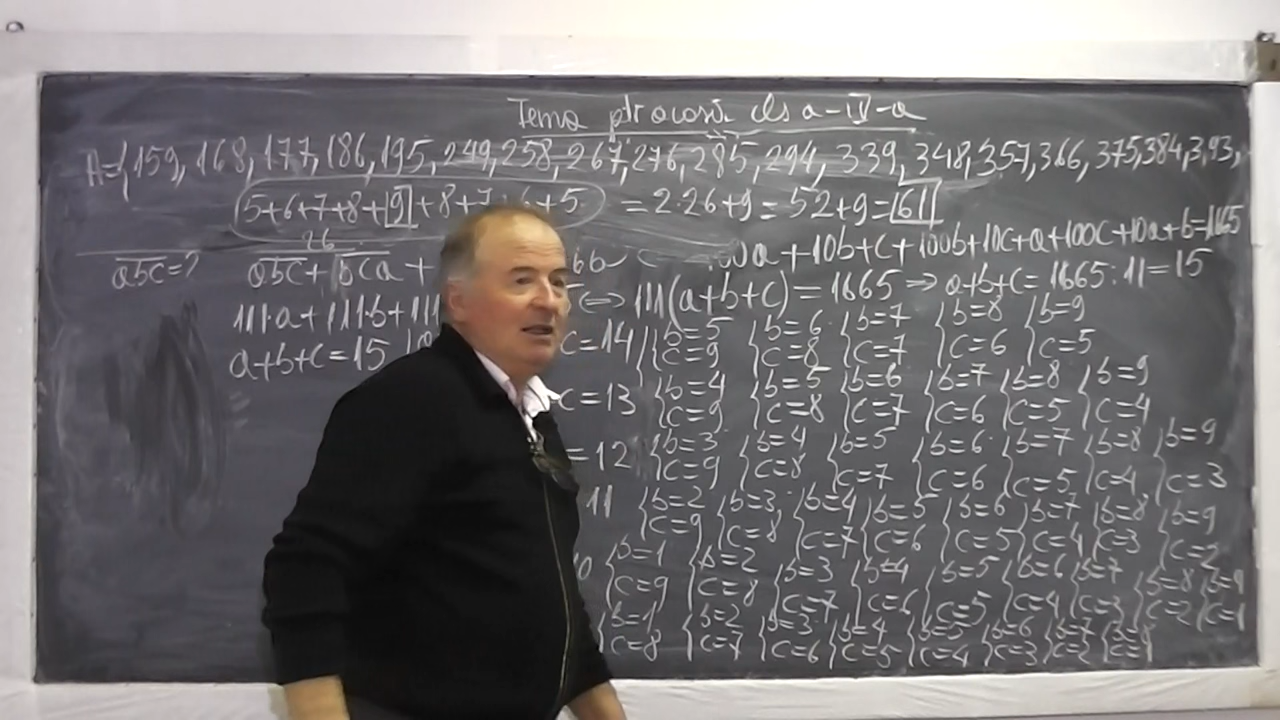 Tema ptr acasă cls a-IV-a
A={159, 168, 177, 186, 195, 249, 258, 267, 276, 285, 294, 339, 348, 357, 366, 375, 384, 393,
5+6+7+8+9+8+7+6+5 = 2·26+9 = 52+9 = 61
26
abc=? abc+bca+ 00a+10b+c+100b+10c+a+100c+10a+b=1665
111·a+111·b+111 ⇔ 111(a+b+c) = 1665 ⇒ a+b+c = 1665:11=15
a+b+c=15 c=14 {b=5 {b=6 {b=7 {b=8 {b=9
{c=9 {c=8 {c=7 {c=6 {c=5
c=13 {b=4 {b=5 {b=6 {b=7 {b=8 {b=9
{c=9 {c=8 {c=7 {c=6 {c=5 {c=4
=12 {b=3 {b=4 {b=5 {b=6 {b=7 {b=8 {b=9
{c=9 {c=8 {c=7 {c=6 {c=5 {c=4 {c=3
11 {b=2 {b=3 {b=4 {b=5 {b=6 {b=7 {b=8 {b=9
{c=9 {c=8 {c=7 {c=6 {c=5 {c=4 {c=3 {c=2
0 {b=1 {b=2 {b=3 {b=4 {b=5 {b=6 {b=7 {b=8 {b=9
{c=9 {c=8 {c=7 {c=6 {c=5 {c=4 {c=3 {c=2 {c=1
{b=1 {b=2 {b=3 {b=4 {b=5 {b=6 {b=7
{c=8 {c=7 {c=6 {c=5 {c=4 {c=3 {c=2 {c=1